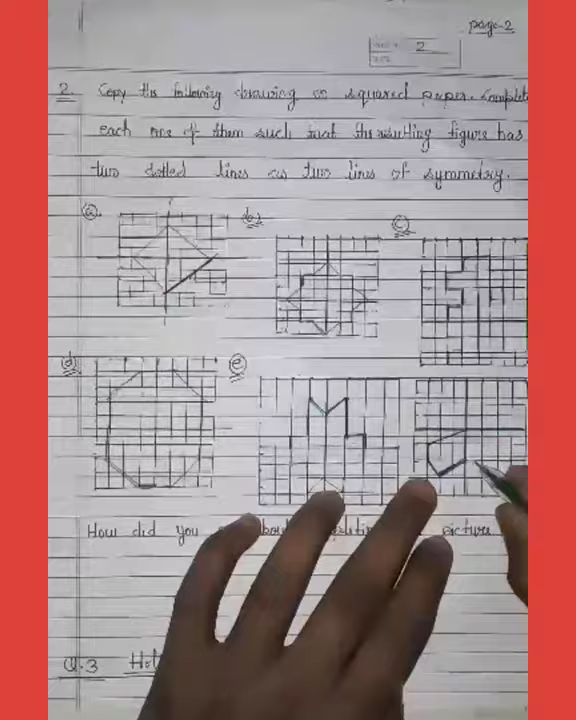 page-2
2
2. Copy the following drawing on squared paper. Complete
each one of them such that the resulting figure has
two dotted lines as two lines of symmetry.
(a) (b) (c)
(d) (e)
How did you picture
Q.3